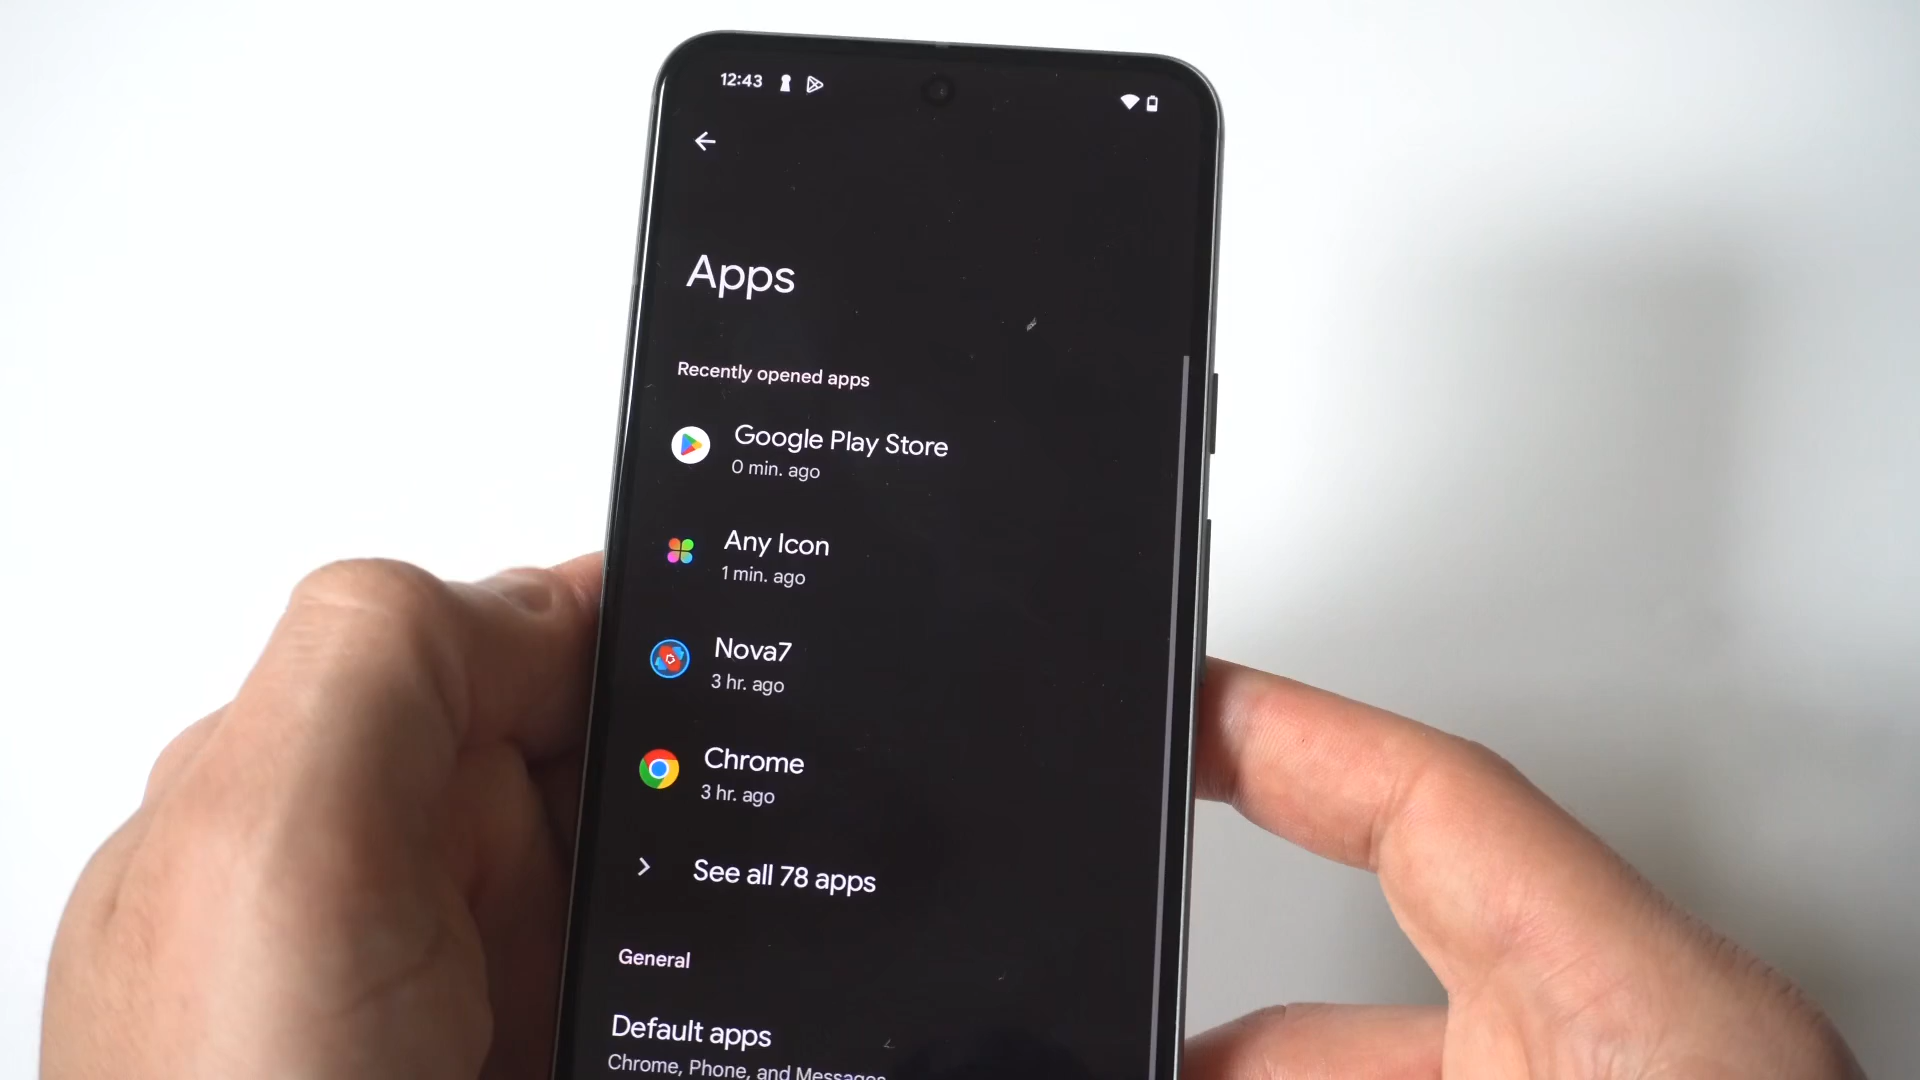 12:43
Apps
Recently opened apps
Google Play Store
0 min. ago
Any Icon
1 min. ago
Nova7
3 hr. ago
Chrome
3 hr. ago
See all 78 apps
General
Default apps
Chrome, Phone, and Messages